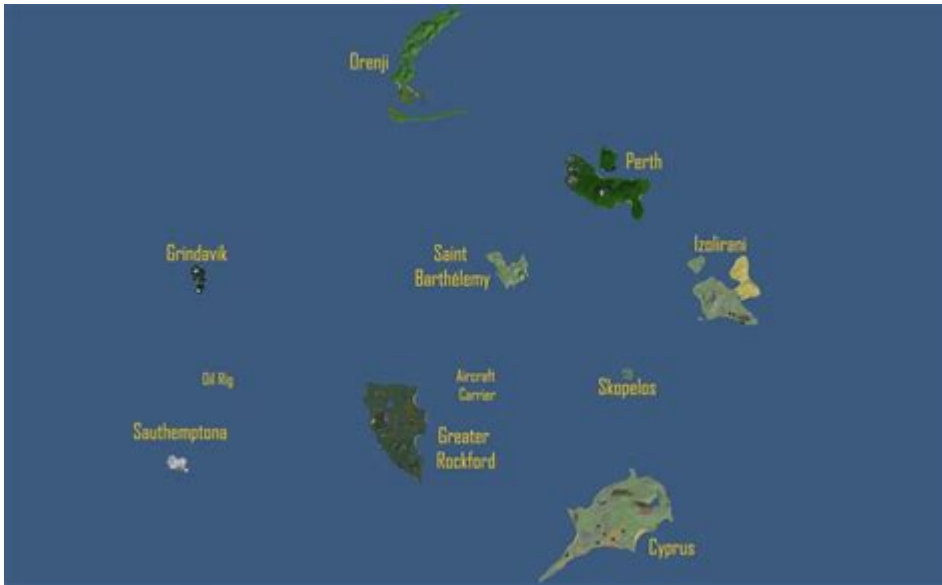 Orenji
Perth
Izolirani
Grindavik
Saint
Barthélemy
Oil Rig
Aircraft
Carrier
Skopelos
Sauthemptona
Greater
Rockford
Cyprus